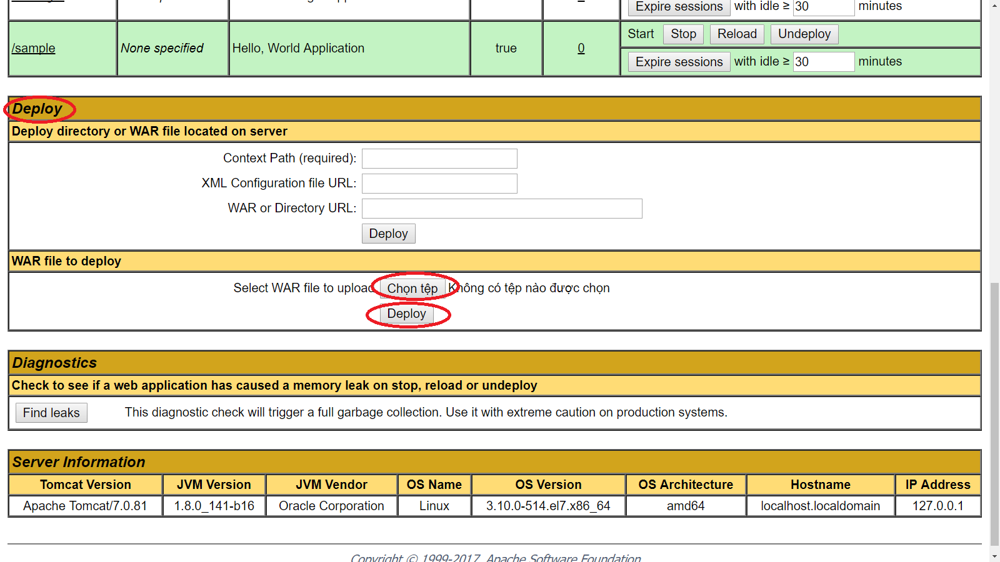 Expire sessions with idle ≥ 30 minutes
/sample None specified Hello, World Application true 0 Start Stop Reload Undeploy
Expire sessions with idle ≥ 30 minutes
Deploy
Deploy directory or WAR file located on server
Context Path (required):
XML Configuration file URL:
WAR or Directory URL:
Deploy
WAR file to deploy
Select WAR file to upload Chọn tệp Không có tệp nào được chọn
Deploy
Diagnostics
Check to see if a web application has caused a memory leak on stop, reload or undeploy
Find leaks This diagnostic check will trigger a full garbage collection. Use it with extreme caution on production systems.
Server Information
Tomcat Version JVM Version JVM Vendor OS Name OS Version OS Architecture Hostname IP Address
Apache Tomcat/7.0.81 1.8.0_141-b16 Oracle Corporation Linux 3.10.0-514.el7.x86_64 amd64 localhost.localdomain 127.0.0.1
Copyright © 1999-2017, Apache Software Foundation